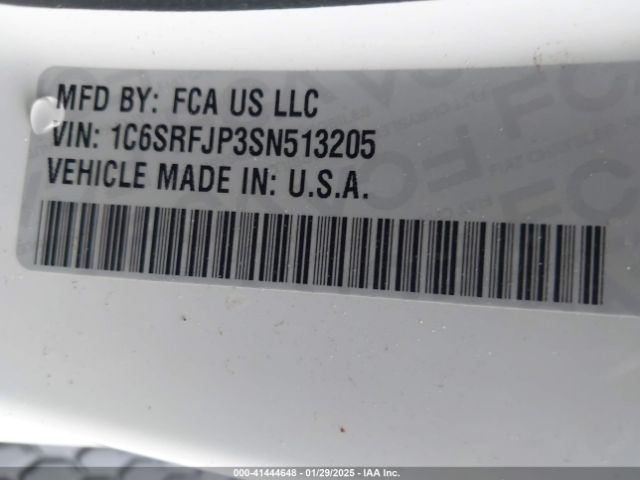 MFD BY: FCA US LLC
VIN: 1C6SRFJP3SN513205
VEHICLE MADE IN: U.S.A.
000-41444648 - 01/29/2025 - IAA Inc.